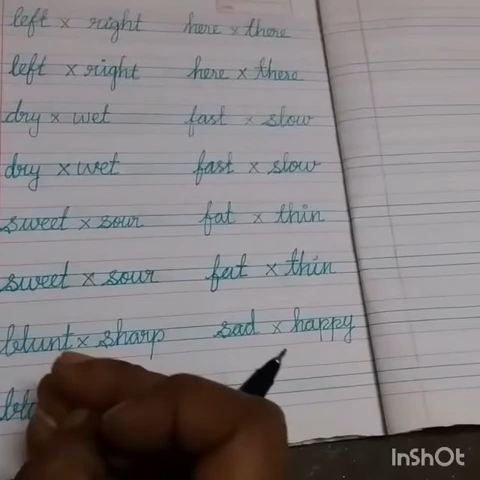 left x right here x there
left x right here x there
dry x wet fast x slow
dry x wet fast x slow
sweet x sour fat x thin
sweet x sour fat x thin
blunt x sharp sad x happy
blu
InShOt